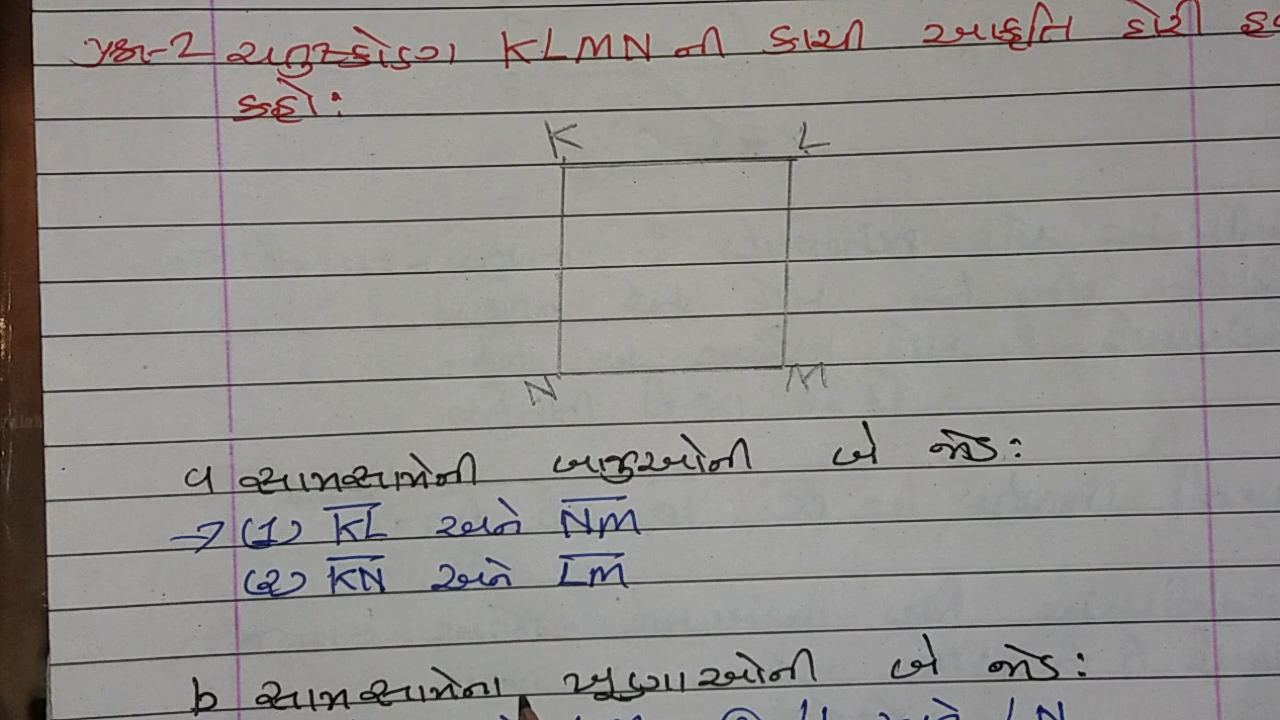 પ્રશ્ન-2 ચતુષ્કોણ KLMN ની કાચી આકૃતિ દોરી
કહો:
K L
N M
a સામસામેની બાજુઓની બે જોડ:
→ (1) KL અને NM
(2) KN અને LM
b સામસામેના ખૂણાઓની બે જોડ: